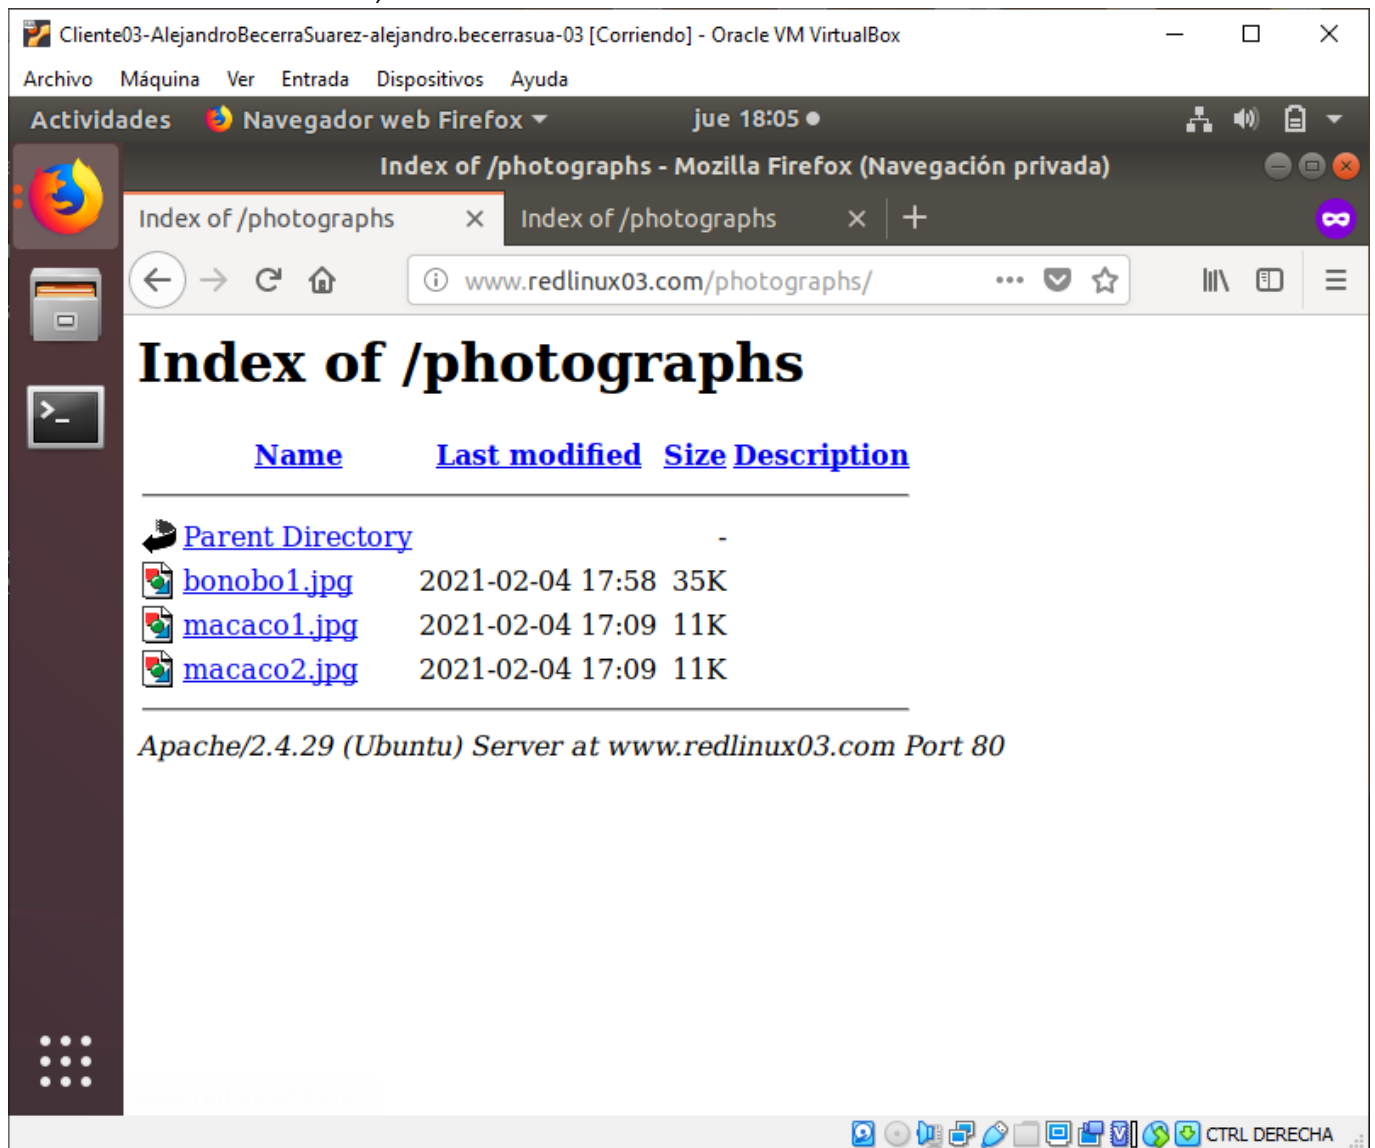 Cliente03-AlejandroBecerraSuarez-alejandro.becerrasua-03 [Corriendo] - Oracle VM VirtualBox
Archivo Máquina Ver Entrada Dispositivos Ayuda
Actividades Navegador web Firefox jue 18:05
Index of /photographs - Mozilla Firefox (Navegación privada)
Index of /photographs Index of /photographs
www.redlinux03.com/photographs/
Index of /photographs
Name Last modified Size Description
Parent Directory -
bonobo1.jpg 2021-02-04 17:58 35K
macaco1.jpg 2021-02-04 17:09 11K
macaco2.jpg 2021-02-04 17:09 11K
Apache/2.4.29 (Ubuntu) Server at www.redlinux03.com Port 80
CTRL DERECHA